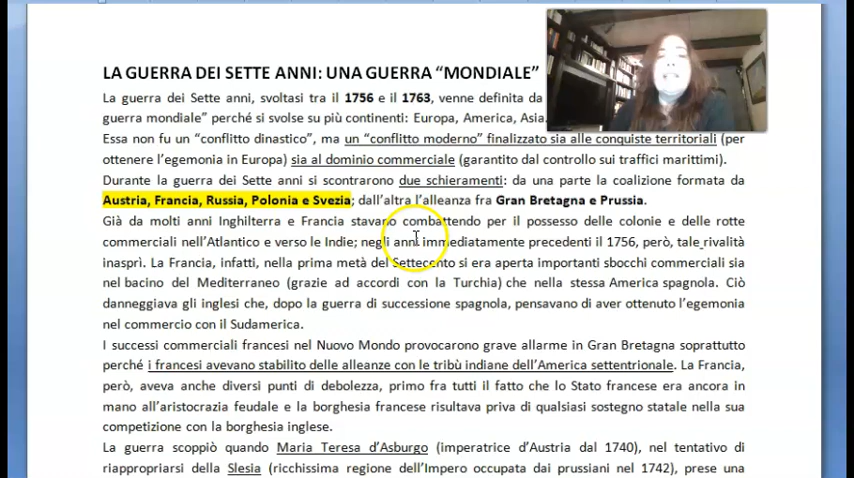 LA GUERRA DEI SETTE ANNI: UNA GUERRA “MONDIALE”
La guerra dei Sette anni, svoltasi tra il 1756 e il 1763, venne definita da
guerra mondiale” perché si svolse su più continenti: Europa, America, Asia.
Essa non fu un “conflitto dinastico”, ma un “conflitto moderno” finalizzato sia alle conquiste territoriali (per
ottenere l’egemonia in Europa) sia al dominio commerciale (garantito dal controllo sui traffici marittimi).
Durante la guerra dei Sette anni si scontrarono due schieramenti: da una parte la coalizione formata da
Austria, Francia, Russia, Polonia e Svezia; dall’altra l’alleanza fra Gran Bretagna e Prussia.
Già da molti anni Inghilterra e Francia stavano combattendo per il possesso delle colonie e delle rotte
commerciali nell’Atlantico e verso le Indie; negli anni immediatamente precedenti il 1756, però, tale rivalità
inasprì. La Francia, infatti, nella prima metà del Settecento si era aperta importanti sbocchi commerciali sia
nel bacino del Mediterraneo (grazie ad accordi con la Turchia) che nella stessa America spagnola. Ciò
danneggiava gli inglesi che, dopo la guerra di successione spagnola, pensavano di aver ottenuto l’egemonia
nel commercio con il Sudamerica.
I successi commerciali francesi nel Nuovo Mondo provocarono grave allarme in Gran Bretagna soprattutto
perché i francesi avevano stabilito delle alleanze con le tribù indiane dell’America settentrionale. La Francia,
però, aveva anche diversi punti di debolezza, primo fra tutti il fatto che lo Stato francese era ancora in
mano all’aristocrazia feudale e la borghesia francese risultava priva di qualsiasi sostegno statale nella sua
competizione con la borghesia inglese.
La guerra scoppiò quando Maria Teresa d’Asburgo (imperatrice d’Austria dal 1740), nel tentativo di
riappropriarsi della Slesia (ricchissima regione dell’Impero occupata dai prussiani nel 1742), prese una